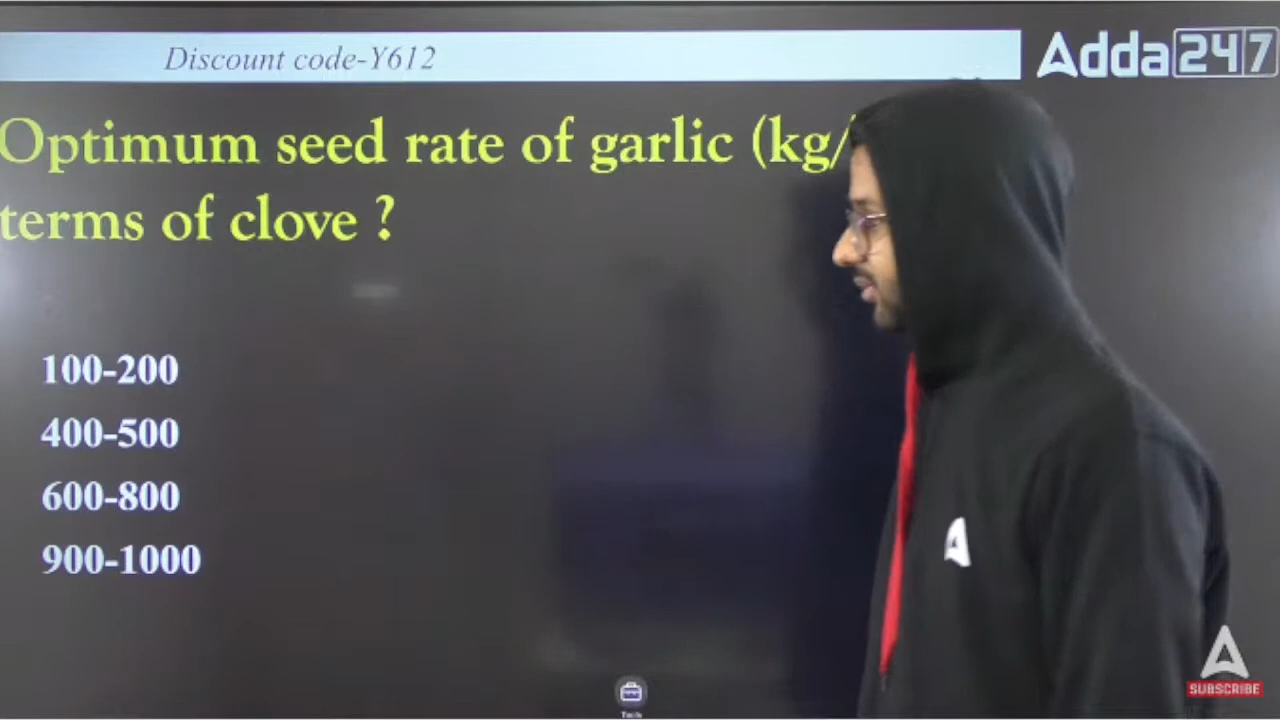 Discount code-Y612
Adda247
Optimum seed rate of garlic (kg/
terms of clove ?
100-200
400-500
600-800
900-1000
Tools
SUBSCRIBE